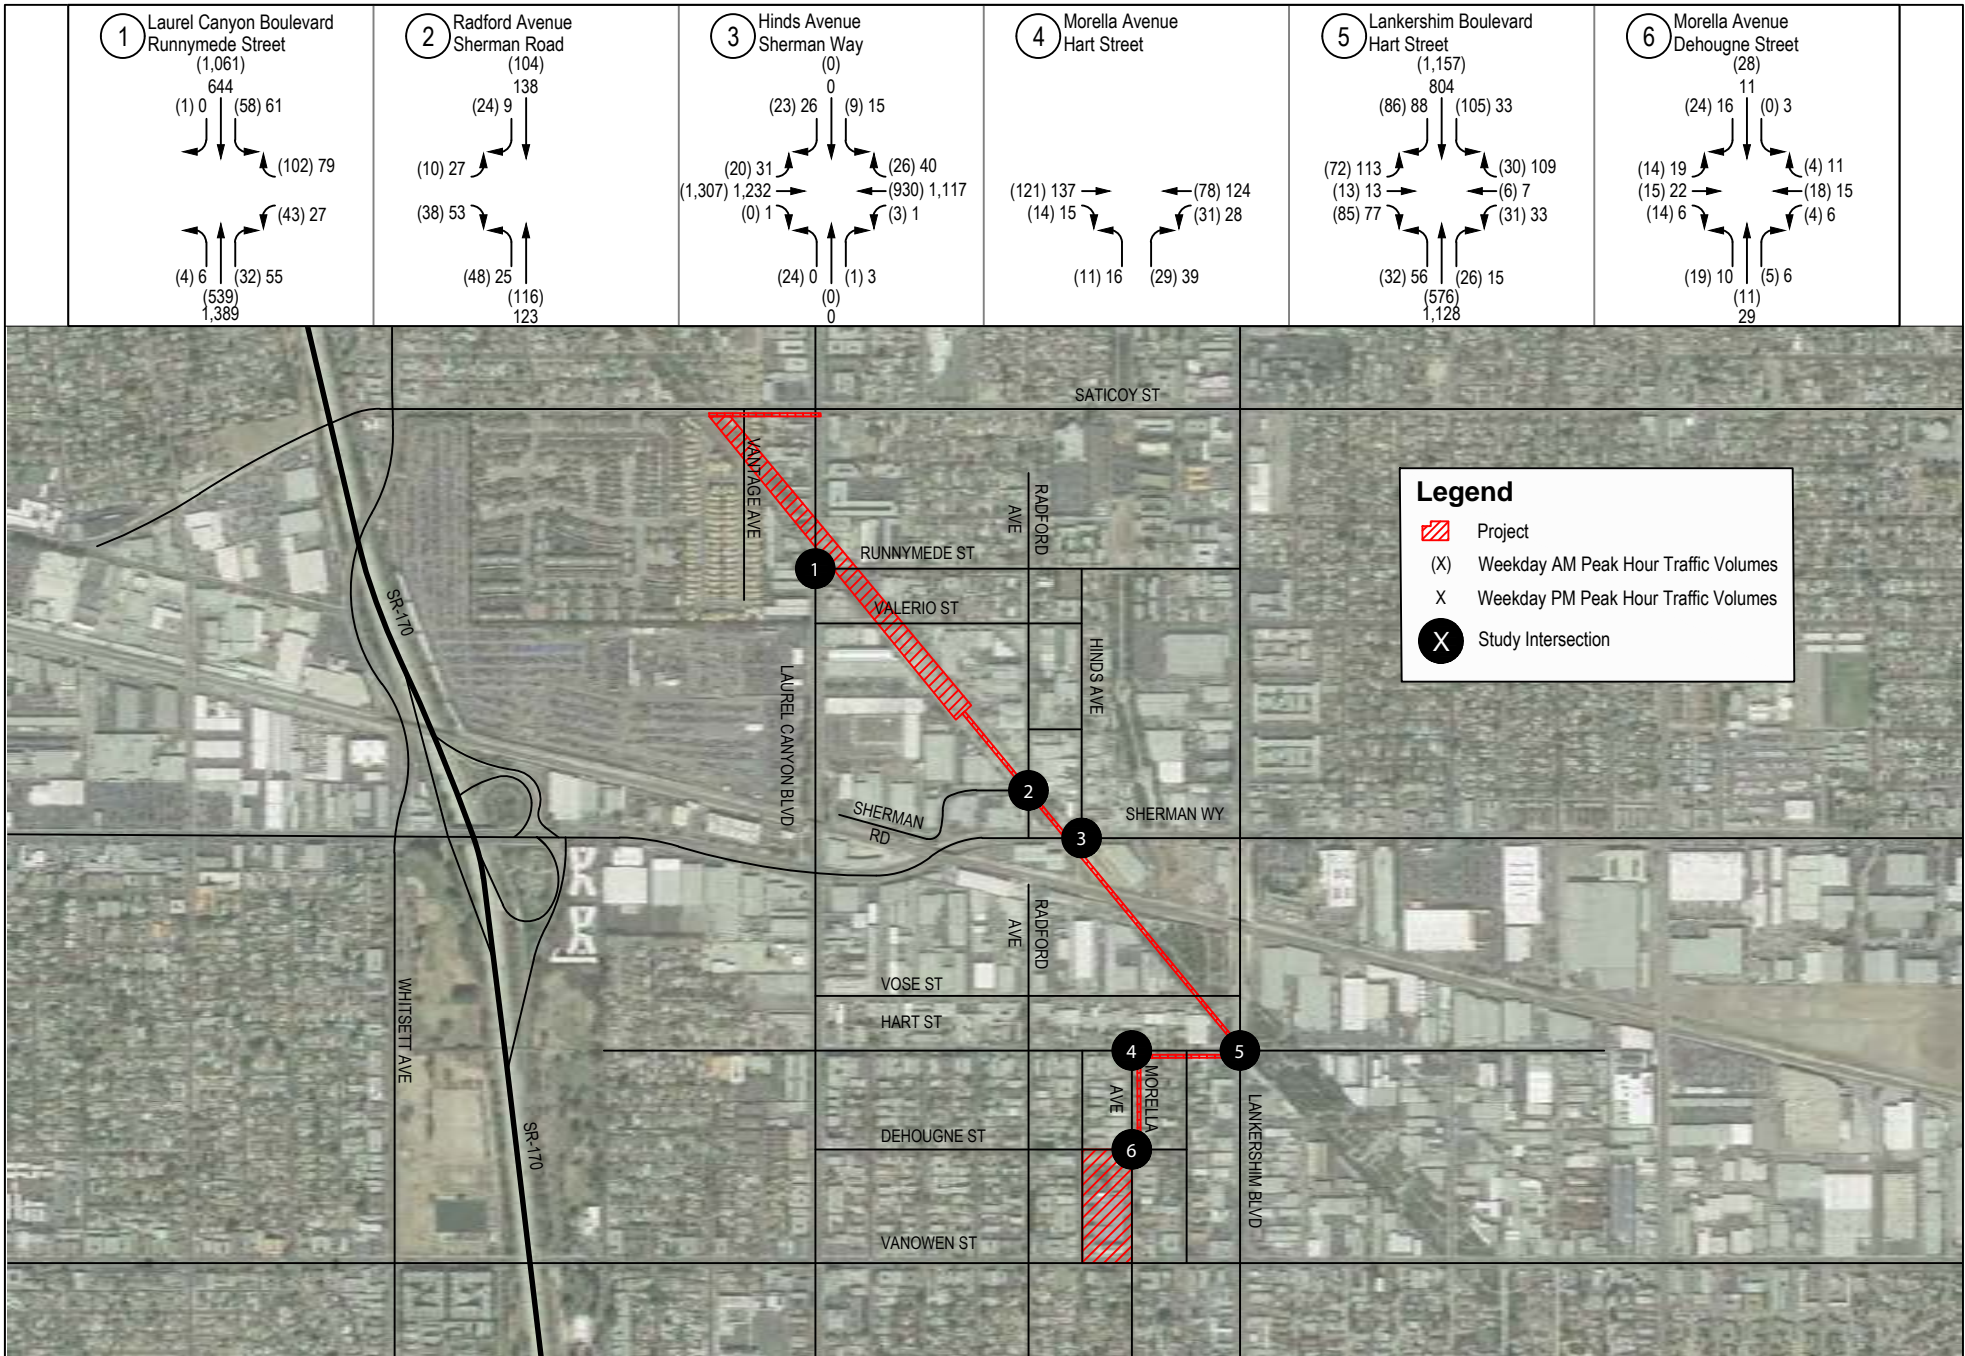 1
Laurel Canyon Boulevard
Runnymede Street
(1,061)
644
(1) 0
(58) 61
(102) 79
(43) 27
(4) 6
(32) 55
(539)
1,389
2
Radford Avenue
Sherman Road
(104)
138
(24) 9
(10) 27
(38) 53
(48) 25
(116)
123
3
Hinds Avenue
Sherman Way
(0)
0
(23) 26
(9) 15
(20) 31
(26) 40
(1,307) 1,232
(930) 1,117
(0) 1
(3) 1
(24) 0
(1) 3
(0)
0
4
Morella Avenue
Hart Street
(121) 137
(78) 124
(14) 15
(31) 28
(11) 16
(29) 39
5
Lankershim Boulevard
Hart Street
(1,157)
804
(86) 88
(105) 33
(72) 113
(30) 109
(13) 13
(6) 7
(85) 77
(31) 33
(32) 56
(26) 15
(576)
1,128
6
Morella Avenue
Dehougne Street
(28)
11
(24) 16
(0) 3
(14) 19
(4) 11
(15) 22
(18) 15
(14) 6
(4) 6
(19) 10
(5) 6
(11)
29
SATICOY ST
VANTAGE AVE
RADFORD
AVE
RUNNYMEDE ST
1
VALERIO ST
SR-170
HINDS AVE
LAUREL CANYON BLVD
2
SHERMAN
RD
SHERMAN WY
3
RADFORD
AVE
WHITSETT AVE
VOSE ST
HART ST
4
5
MORELLA
AVE
DEHOUGNE ST
6
LANKERSHIM BLVD
SR-170
VANOWEN ST
Legend
Project
(X) Weekday AM Peak Hour Traffic Volumes
X Weekday PM Peak Hour Traffic Volumes
X Study Intersection